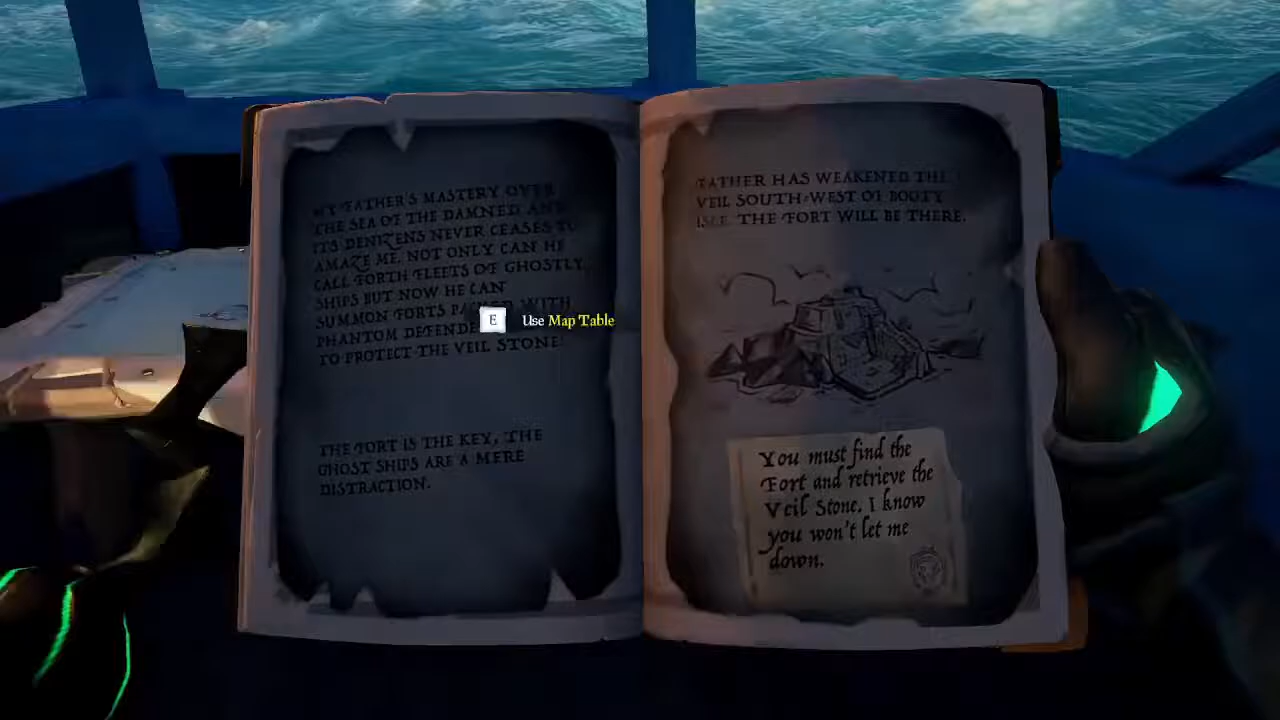 MY FATHER'S MASTERY OVER
THE SEA OF THE DAMNED AND
ITS DENIZENS NEVER CEASES TO
AMAZE ME. NOT ONLY CAN HE
CALL FORTH FLEETS OF GHOSTLY
SHIPS BUT NOW HE CAN
SUMMON FORTS PACKED WITH
PHANTOM DEFENDE
TO PROTECT THE VEIL STONE!
THE FORT IS THE KEY, THE
GHOST SHIPS ARE A MERE
DISTRACTION.
E Use Map Table
FATHER HAS WEAKENED THE
VEIL SOUTH-WEST OF BOOTY
ISLE. THE FORT WILL BE THERE.
You must find the
Fort and retrieve the
Veil Stone. I know
you won't let me
down.